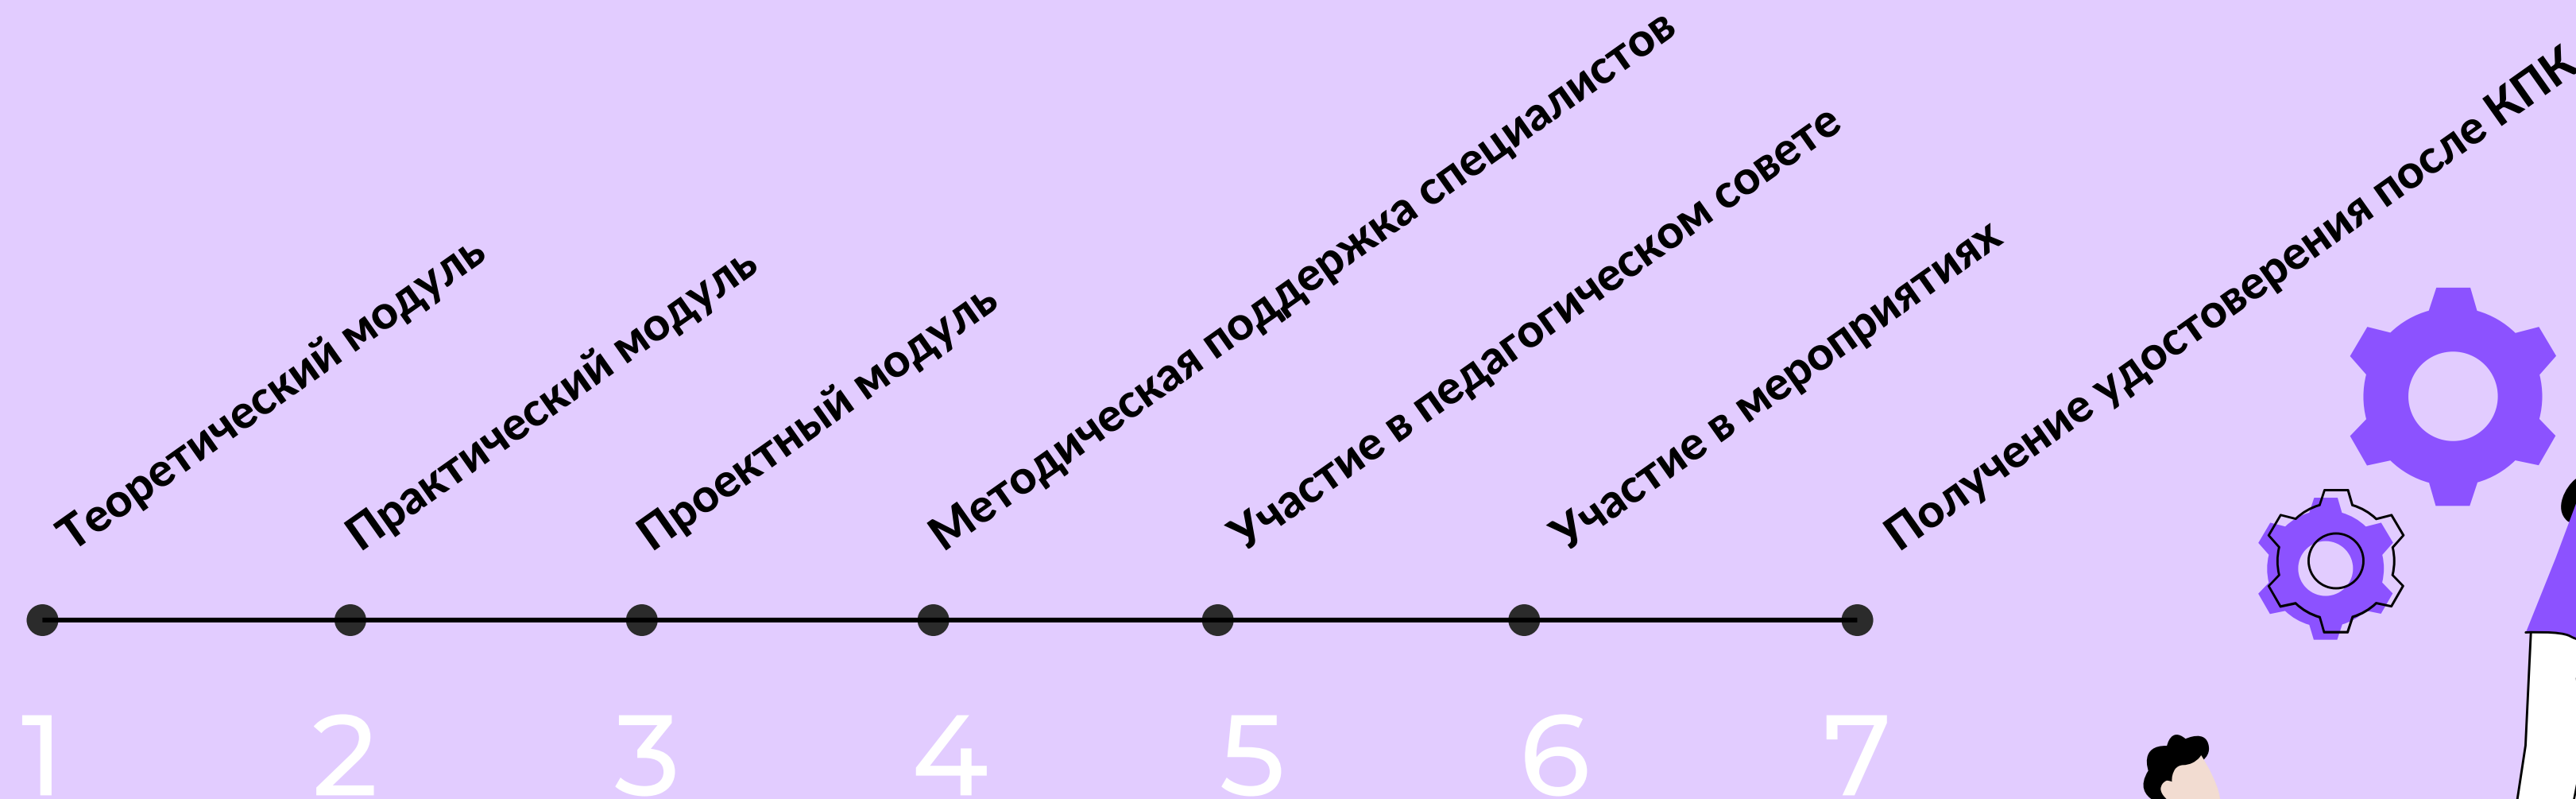 Теоретический модуль
Практический модуль
Проектный модуль
Методическая поддержка специалистов
Участие в педагогическом совете
Участие в мероприятиях
Получение удостоверения после КПК
1 2 3 4 5 6 7